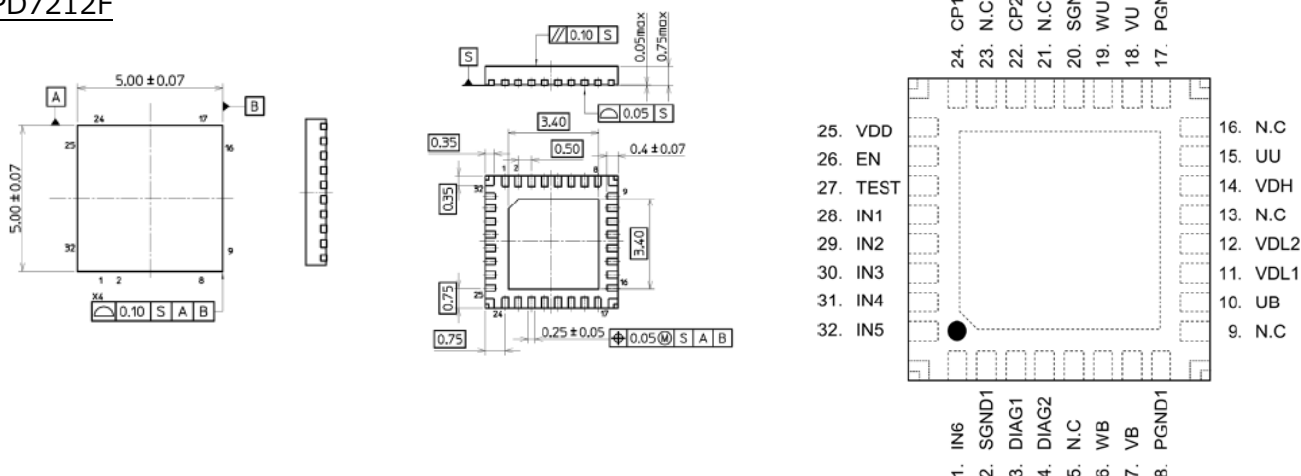 PD7212F
5.00 ± 0.07
A
B
24
17
25
16
5.00 ± 0.07
32
9
1 2 8
X4
⌓ 0.10 S A B
// 0.10 S
0.05max
0.75max
S
⌓ 0.05 S
3.40
0.35
0.50
0.4 ± 0.07
1 2 8
32
9
0.35
3.40
25
16
0.75
24
17
0.75
0.25 ± 0.05
⌖ 0.05 Ⓜ S A B
24. CP1
23. N.C
22. CP2
21. N.C
20. SGN
19. WU
18. VU
17. PGN
25. VDD
26. EN
27. TEST
28. IN1
29. IN2
30. IN3
31. IN4
32. IN5
16. N.C
15. UU
14. VDH
13. N.C
12. VDL2
11. VDL1
10. UB
9. N.C
1. IN6
2. SGND1
3. DIAG1
4. DIAG2
5. N.C
6. WB
7. VB
8. PGND1